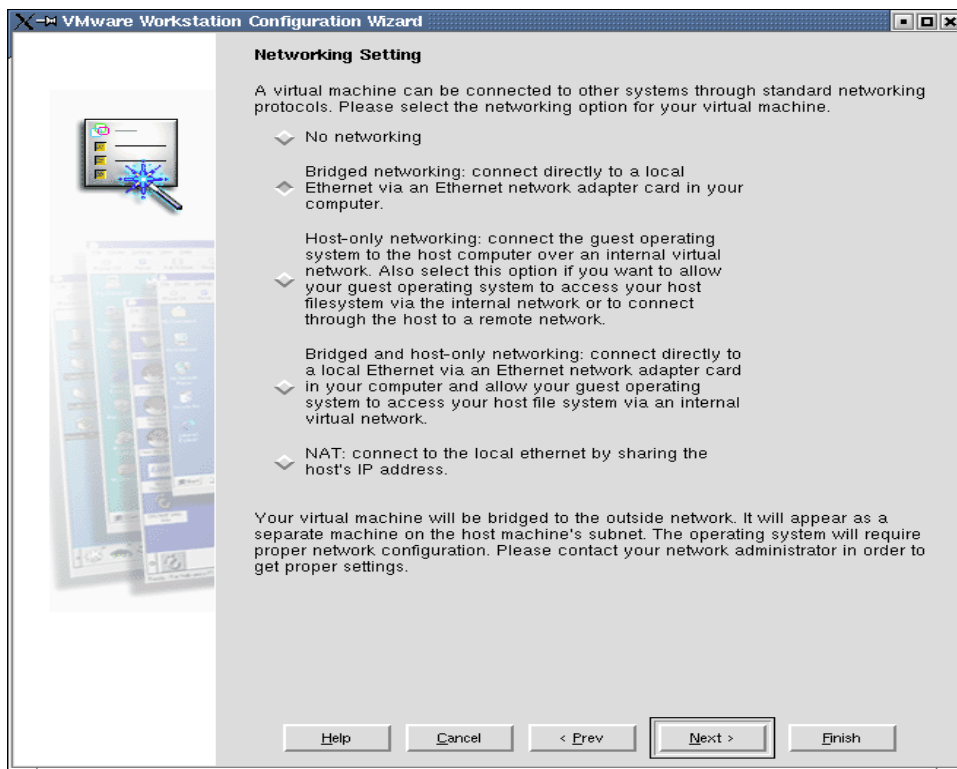 VMware Workstation Configuration Wizard
Networking Setting
A virtual machine can be connected to other systems through standard networking
protocols. Please select the networking option for your virtual machine.
No networking
Bridged networking: connect directly to a local
Ethernet via an Ethernet network adapter card in your
computer.
Host-only networking: connect the guest operating
system to the host computer over an internal virtual
network. Also select this option if you want to allow
your guest operating system to access your host
filesystem via the internal network or to connect
through the host to a remote network.
Bridged and host-only networking: connect directly to
a local Ethernet via an Ethernet network adapter card
in your computer and allow your guest operating
system to access your host file system via an internal
virtual network.
NAT: connect to the local ethernet by sharing the
host's IP address.
Your virtual machine will be bridged to the outside network. It will appear as a
separate machine on the host machine's subnet. The operating system will require
proper network configuration. Please contact your network administrator in order to
get proper settings.
Help
Cancel
< Prev
Next >
Finish